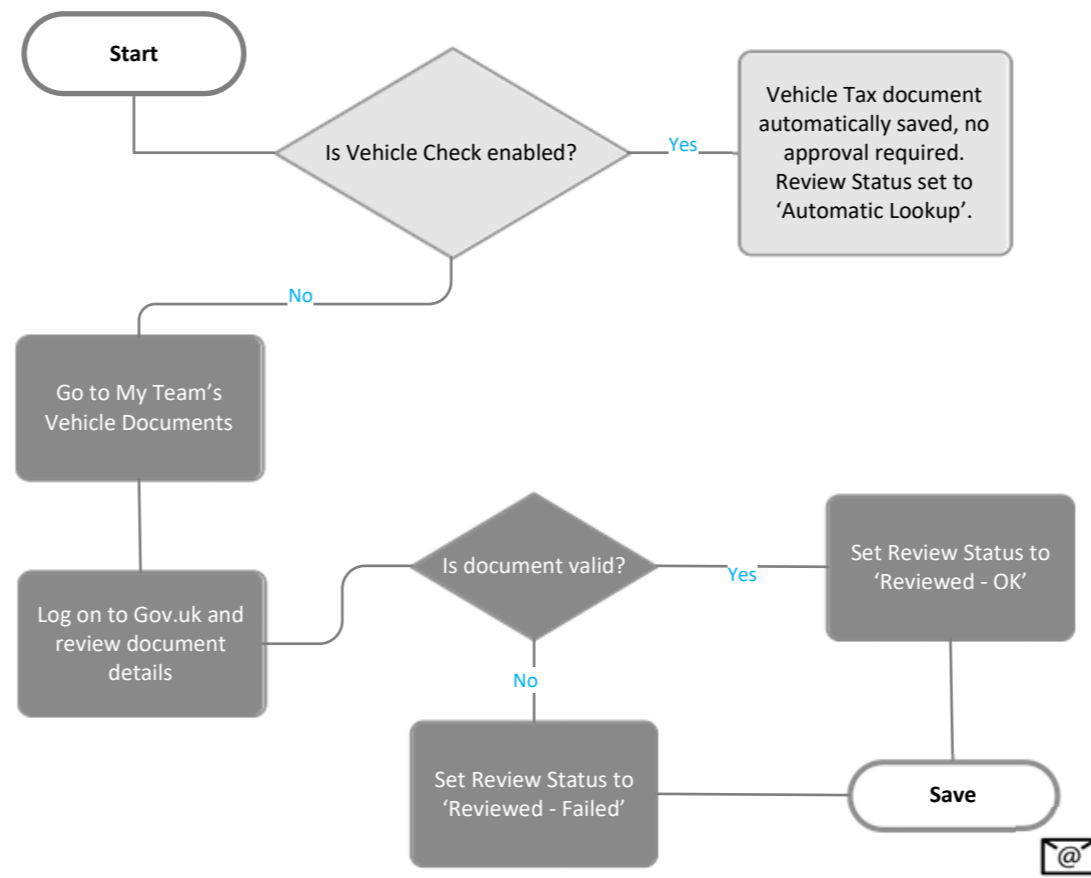 Start
Is Vehicle Check enabled?
Yes
Vehicle Tax document
automatically saved, no
approval required.
Review Status set to
‘Automatic Lookup’.
No
Go to My Team’s
Vehicle Documents
Log on to Gov.uk and
review document
details
Is document valid?
Yes
Set Review Status to
‘Reviewed - OK’
No
Set Review Status to
‘Reviewed - Failed’
Save
@